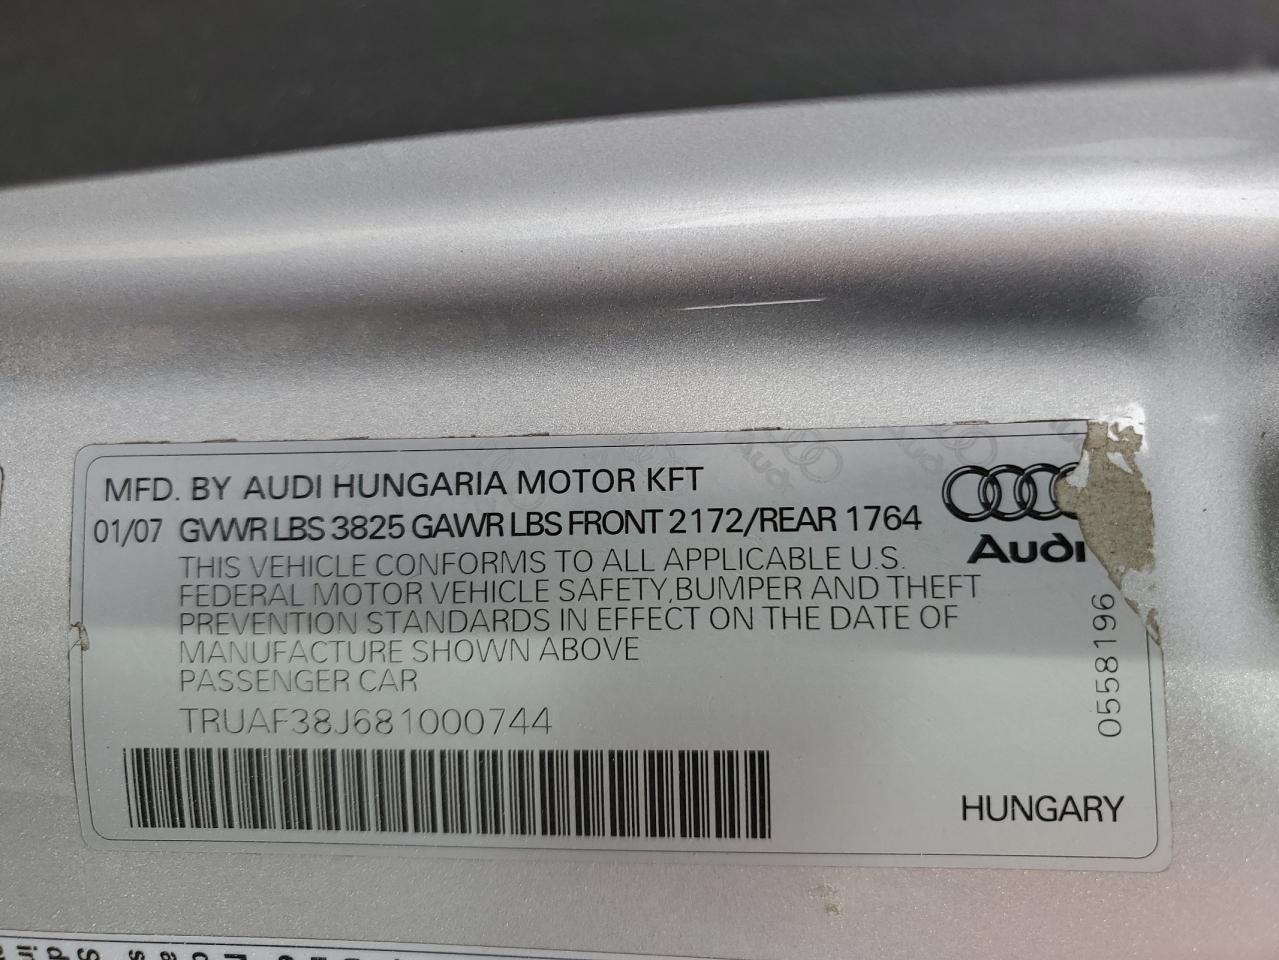 MFD. BY AUDI HUNGARIA MOTOR KFT
01/07 GVWR LBS 3825 GAWR LBS FRONT 2172/REAR 1764
THIS VEHICLE CONFORMS TO ALL APPLICABLE U.S.
FEDERAL MOTOR VEHICLE SAFETY,BUMPER AND THEFT
PREVENTION STANDARDS IN EFFECT ON THE DATE OF
MANUFACTURE SHOWN ABOVE
PASSENGER CAR
TRUAF38J681000744
Audi
0558196
HUNGARY